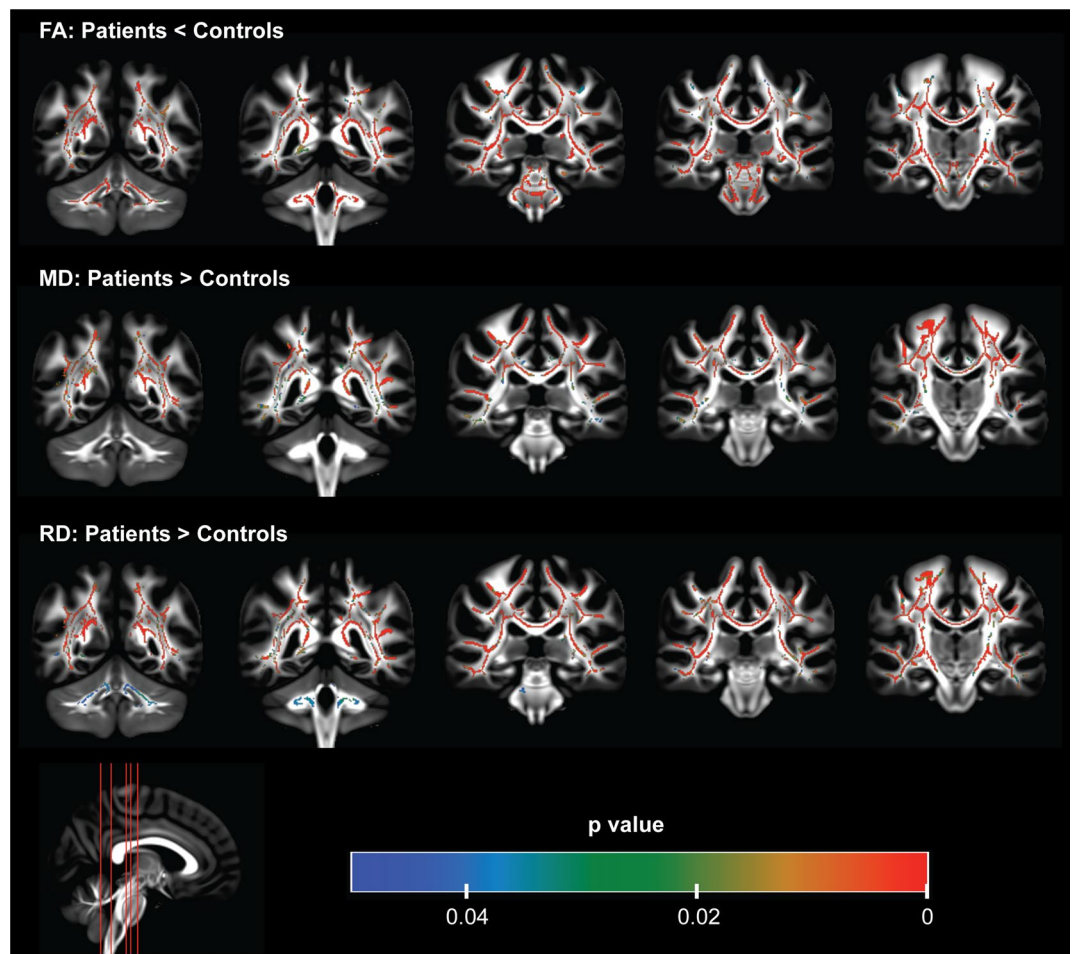 FA: Patients < Controls
MD: Patients > Controls
RD: Patients > Controls
p value
0.04 0.02 0